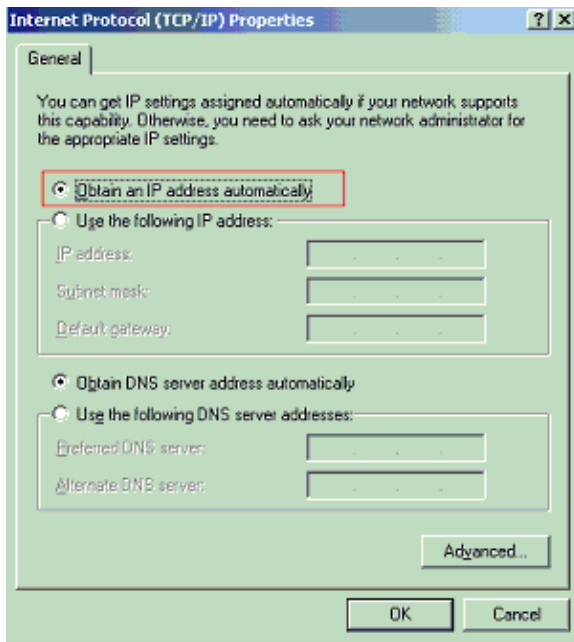 Internet Protocol (TCP/IP) Properties
General
You can get IP settings assigned automatically if your network supports
this capability. Otherwise, you need to ask your network administrator for
the appropriate IP settings.
Obtain an IP address automatically
Use the following IP address:
IP address:
Subnet mask:
Default gateway:
Obtain DNS server address automatically
Use the following DNS server addresses:
Preferred DNS server:
Alternate DNS server:
Advanced...
OK Cancel